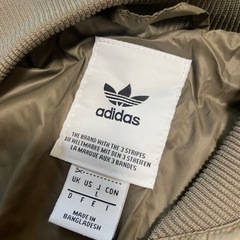 adidas
THE BRAND WITH THE 3 STRIPES
DIE WELTMARKE MIT DEN 3 STREIFEN
LA MARQUE AUX 3 BANDES
UK US J CN
L L
D F E I
MADE IN
BANGLADESH